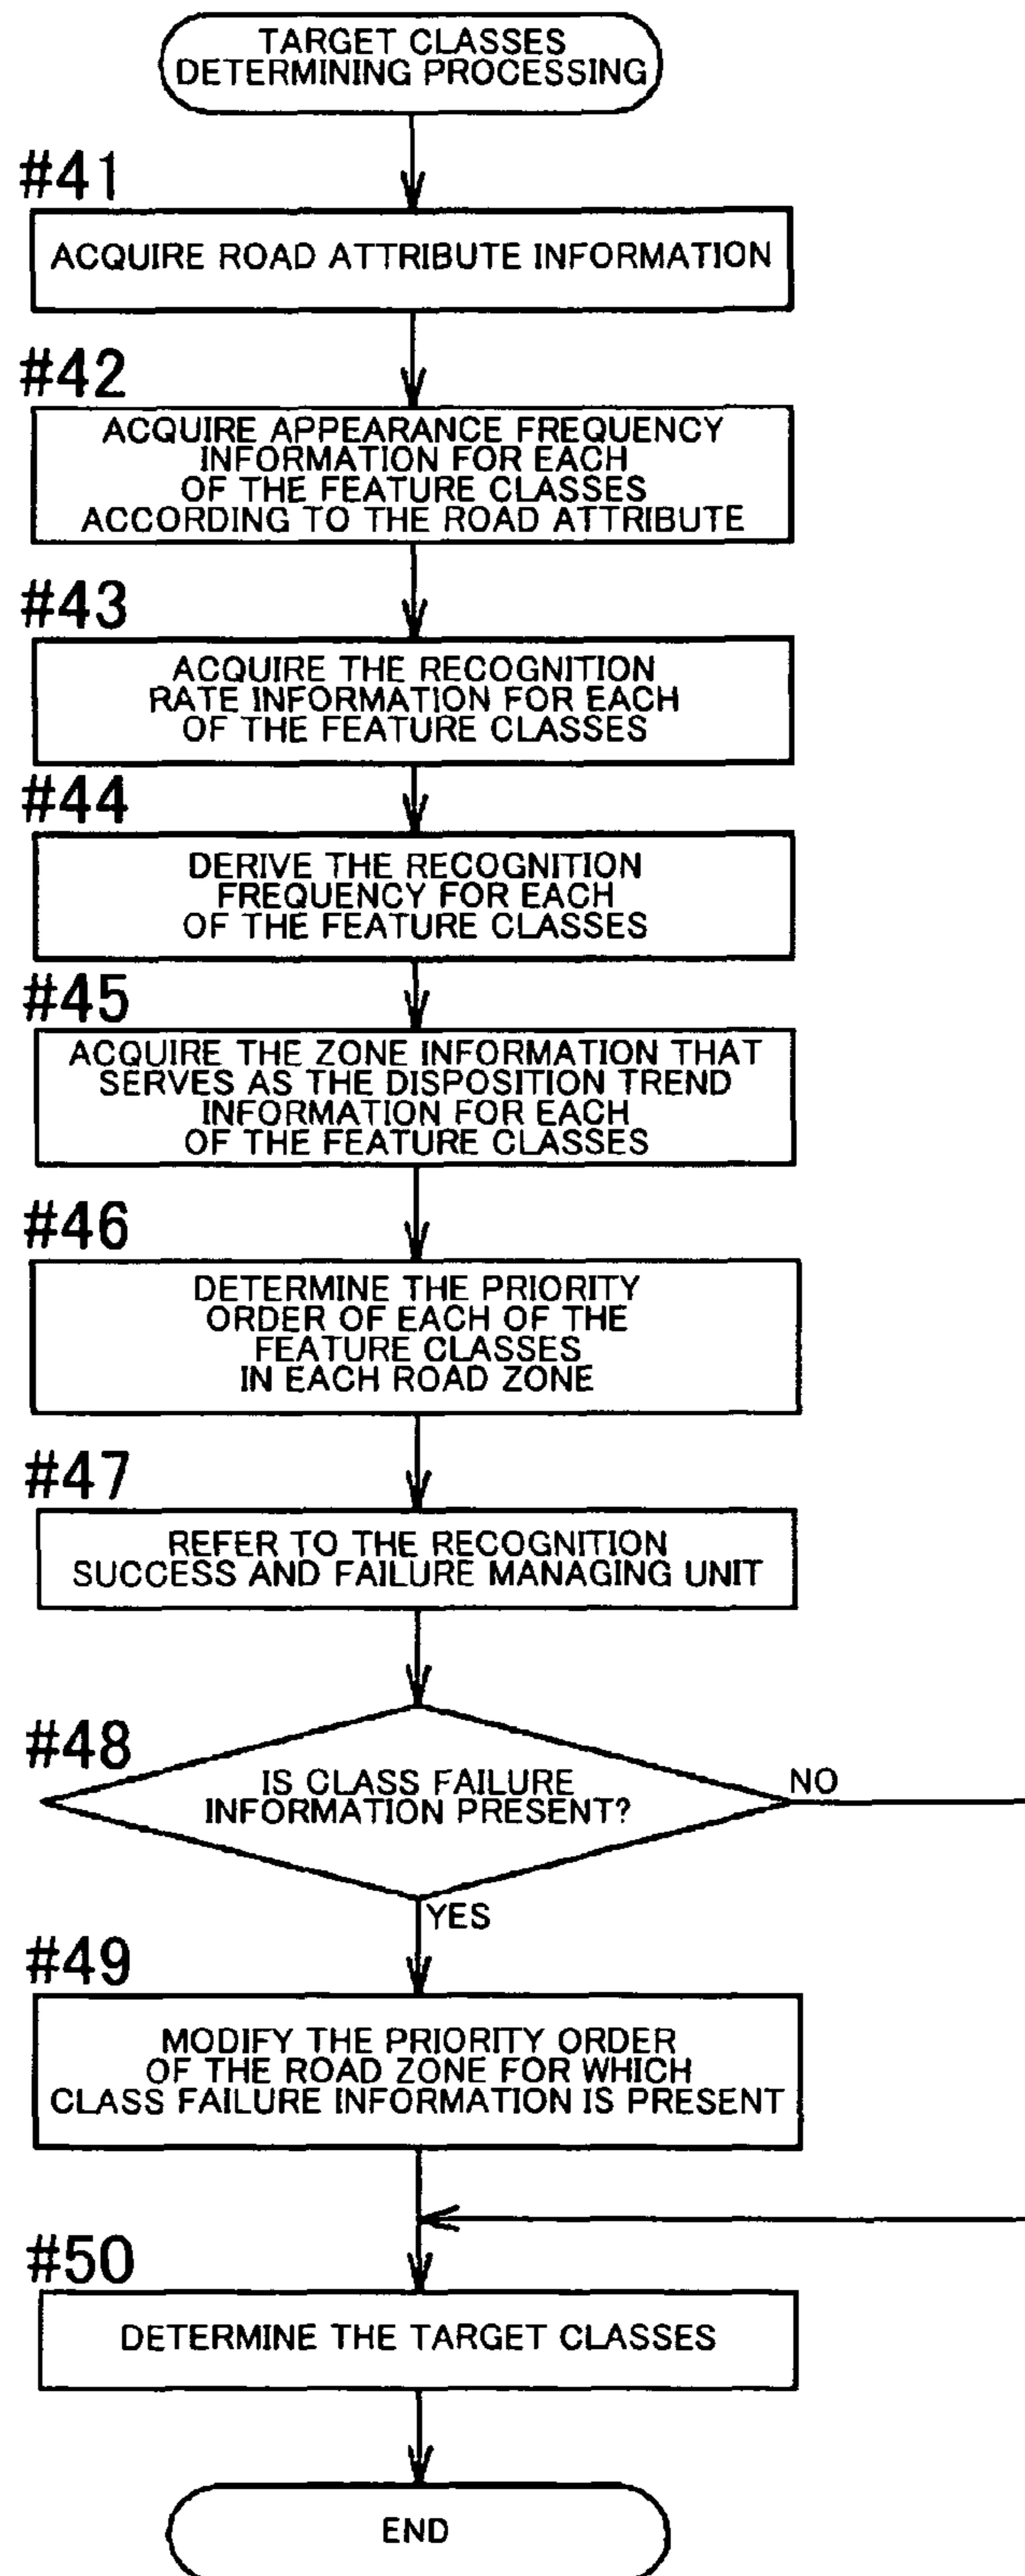 TARGET CLASSES
DETERMINING PROCESSING
#41
ACQUIRE ROAD ATTRIBUTE INFORMATION
#42
ACQUIRE APPEARANCE FREQUENCY
INFORMATION FOR EACH
OF THE FEATURE CLASSES
ACCORDING TO THE ROAD ATTRIBUTE
#43
ACQUIRE THE RECOGNITION
RATE INFORMATION FOR EACH
OF THE FEATURE CLASSES
#44
DERIVE THE RECOGNITION
FREQUENCY FOR EACH
OF THE FEATURE CLASSES
#45
ACQUIRE THE ZONE INFORMATION THAT
SERVES AS THE DISPOSITION TREND
INFORMATION FOR EACH
OF THE FEATURE CLASSES
#46
DETERMINE THE PRIORITY
ORDER OF EACH OF THE
FEATURE CLASSES
IN EACH ROAD ZONE
#47
REFER TO THE RECOGNITION
SUCCESS AND FAILURE MANAGING UNIT
#48
IS CLASS FAILURE
INFORMATION PRESENT?
NO
YES
#49
MODIFY THE PRIORITY ORDER
OF THE ROAD ZONE FOR WHICH
CLASS FAILURE INFORMATION IS PRESENT
#50
DETERMINE THE TARGET CLASSES
END